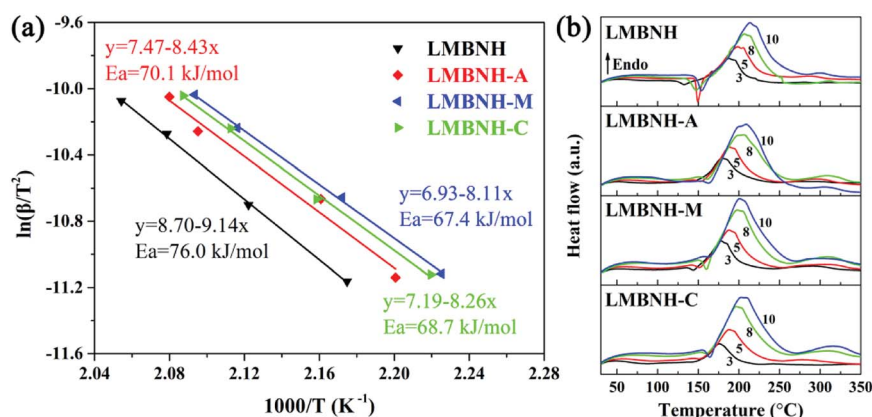 (a)
y=7.47-8.43x
Ea=70.1 kJ/mol
LMBNH
LMBNH-A
LMBNH-M
LMBNH-C
y=8.70-9.14x
Ea=76.0 kJ/mol
6.93-8.11x
Ea=67.4 kJ/mol
y=7.19-8.26x
Ea=68.7 kJ/mol
ln(β/T²)
-9.6
-10.0
-10.4
-10.8
-11.2
-11.6
2.04 2.08 2.12 2.16 2.20 2.24 2.28
1000/T (K⁻¹)
(b)
Heat flow (a.u.)
LMBNH
Endo
10
8
5
3
LMBNH-A
10
8
5
3
LMBNH-M
10
8
5
3
LMBNH-C
10
8
5
3
50 100 150 200 250 300 350
Temperature (°C)